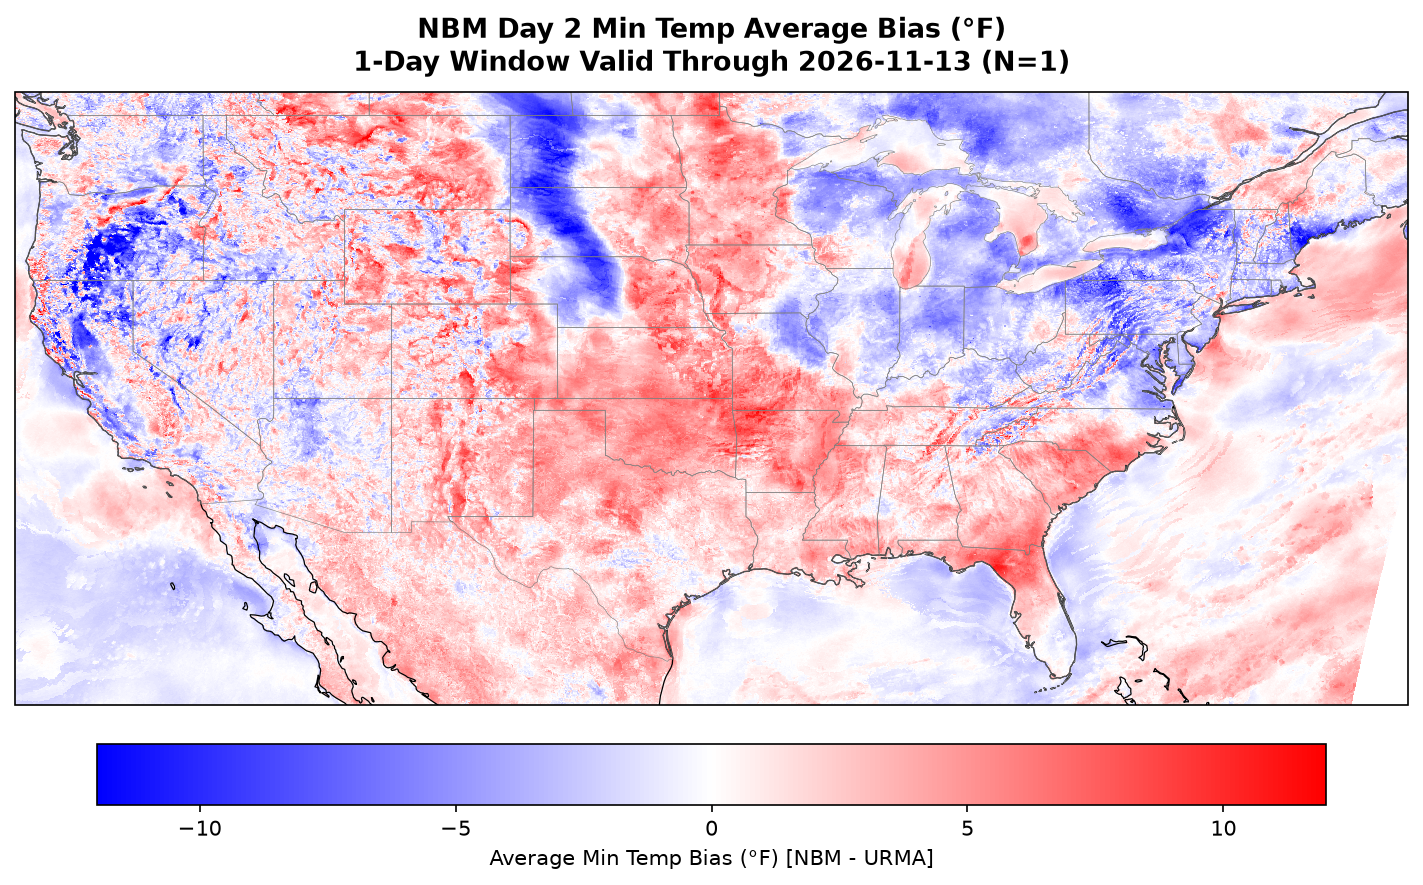 NBM Day 2 Min Temp Average Bias (°F)
1-Day Window Valid Through 2026-11-13 (N=1)
−10 −5 0 5 10
Average Min Temp Bias (°F) [NBM - URMA]